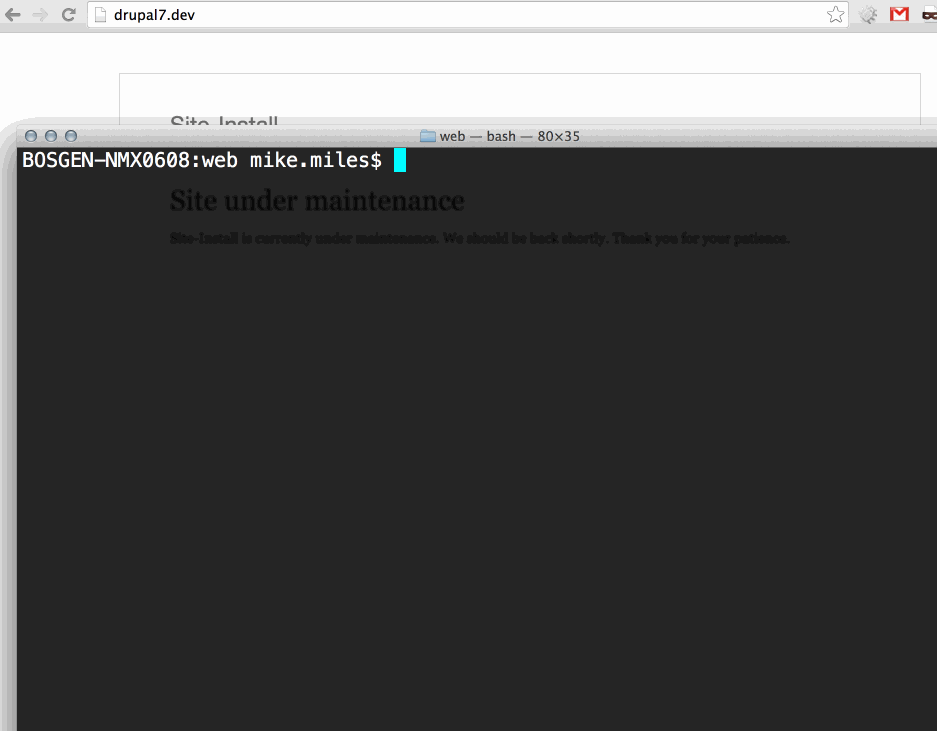 drupal7.dev
Site-Install
web — bash — 80×35
BOSGEN-NMX0608:web mike.miles$
Site under maintenance
Site-Install is currently under maintenance. We should be back shortly. Thank you for your patience.